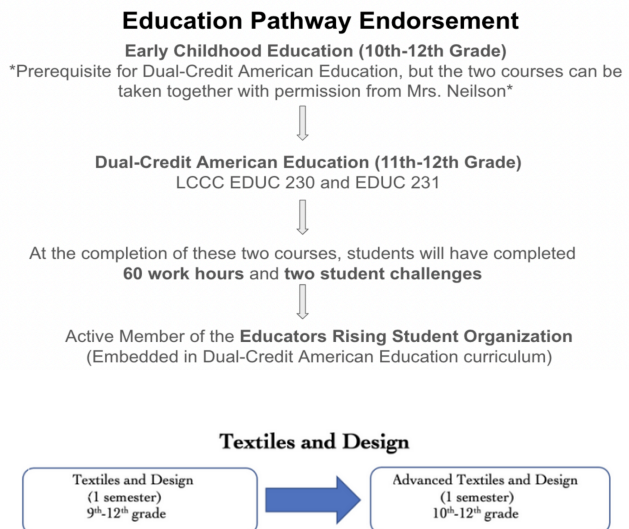 Education Pathway Endorsement
Early Childhood Education (10th-12th Grade)
*Prerequisite for Dual-Credit American Education, but the two courses can be
taken together with permission from Mrs. Neilson*
Dual-Credit American Education (11th-12th Grade)
LCCC EDUC 230 and EDUC 231
At the completion of these two courses, students will have completed
60 work hours and two student challenges
Active Member of the Educators Rising Student Organization
(Embedded in Dual-Credit American Education curriculum)
Textiles and Design
Textiles and Design
(1 semester)
9th-12th grade
Advanced Textiles and Design
(1 semester)
10th-12th grade